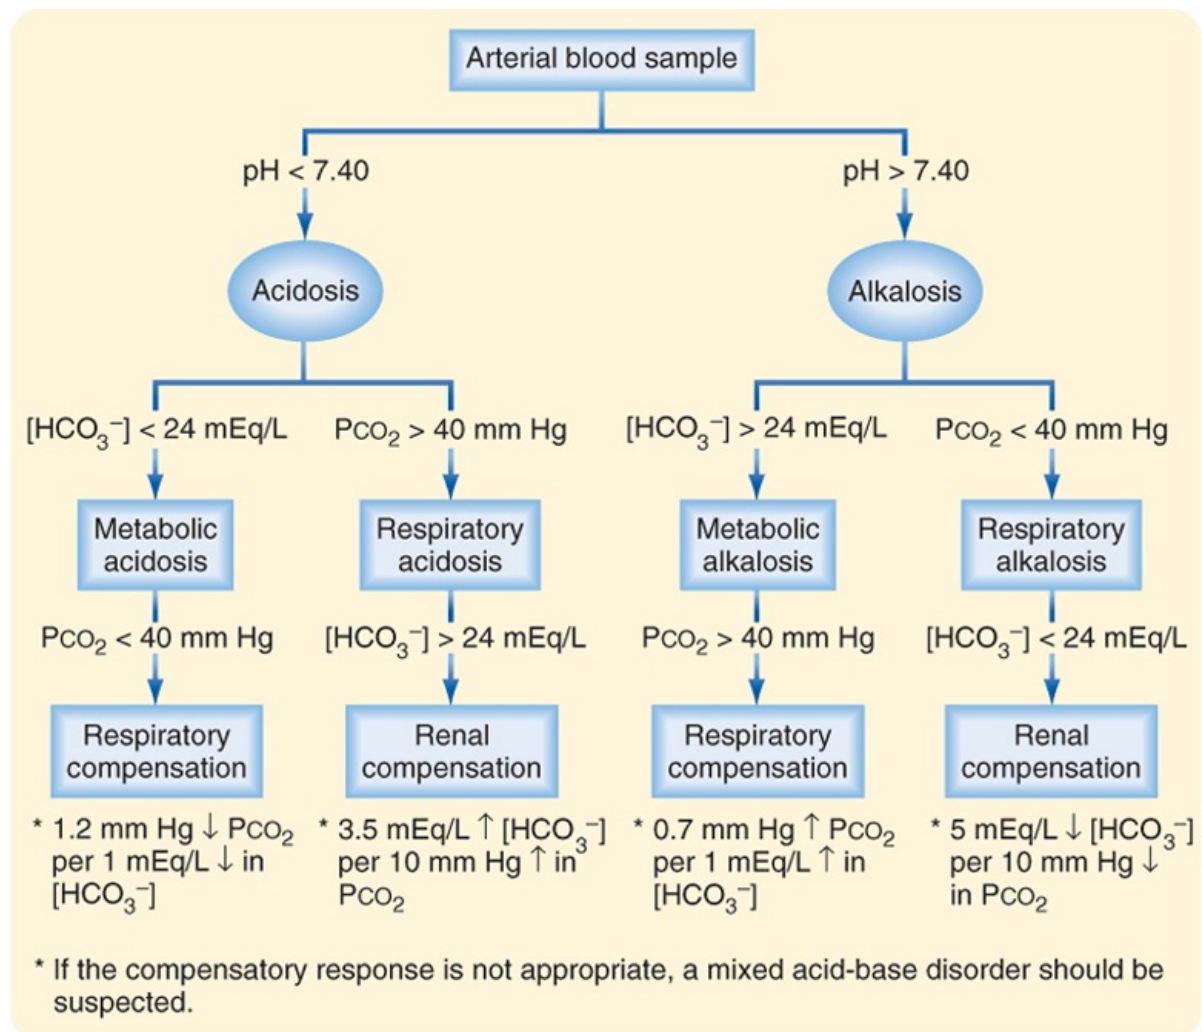 Arterial blood sample
pH < 7.40
pH > 7.40
Acidosis
Alkalosis
[HCO₃⁻] < 24 mEq/L
PCO₂ > 40 mm Hg
[HCO₃⁻] > 24 mEq/L
PCO₂ < 40 mm Hg
Metabolic
acidosis
Respiratory
acidosis
Metabolic
alkalosis
Respiratory
alkalosis
PCO₂ < 40 mm Hg
[HCO₃⁻] > 24 mEq/L
PCO₂ > 40 mm Hg
[HCO₃⁻] < 24 mEq/L
Respiratory
compensation
Renal
compensation
Respiratory
compensation
Renal
compensation
* 1.2 mm Hg ↓ PCO₂
per 1 mEq/L ↓ in
[HCO₃⁻]
* 3.5 mEq/L ↑ [HCO₃⁻]
per 10 mm Hg ↑ in
PCO₂
* 0.7 mm Hg ↑ PCO₂
per 1 mEq/L ↑ in
[HCO₃⁻]
* 5 mEq/L ↓ [HCO₃⁻]
per 10 mm Hg ↓
in PCO₂
* If the compensatory response is not appropriate, a mixed acid-base disorder should be
suspected.